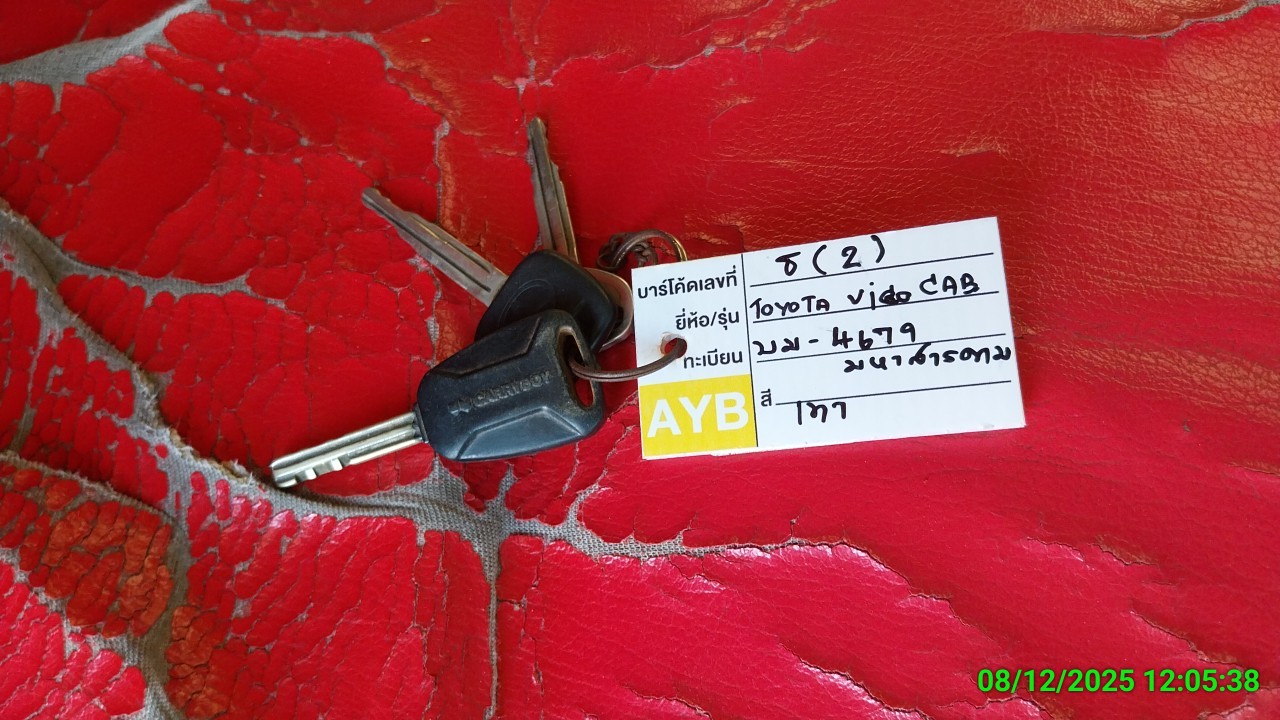 บาร์โค้ดเลขที่ ธ (2)
ยี่ห้อ/รุ่น TOYOTA Vigo CAB
ทะเบียน บม - 4679
มหาสารคาม
AYB สี เทา
08/12/2025 12:05:38